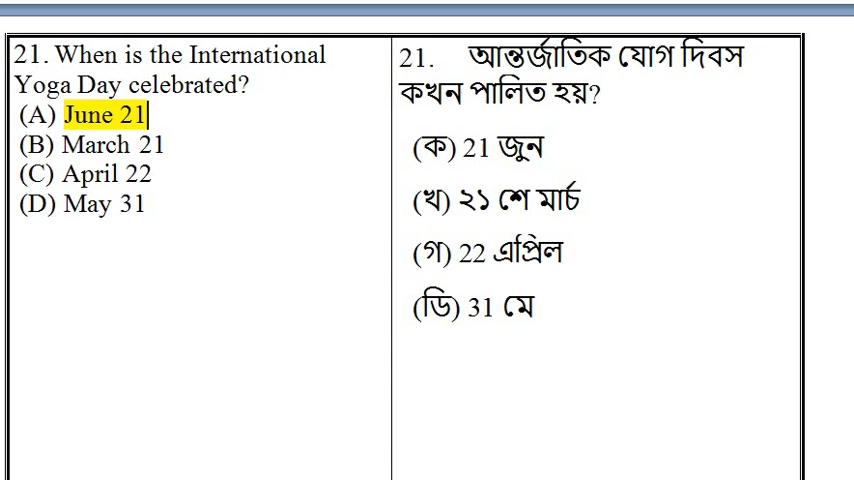 21. When is the International
Yoga Day celebrated?
(A) June 21
(B) March 21
(C) April 22
(D) May 31
21. আন্তর্জাতিক যোগ দিবস
কখন পালিত হয়?
(ক) 21 জুন
(খ) ২১ শে মার্চ
(গ) 22 এপ্রিল
(ডি) 31 মে